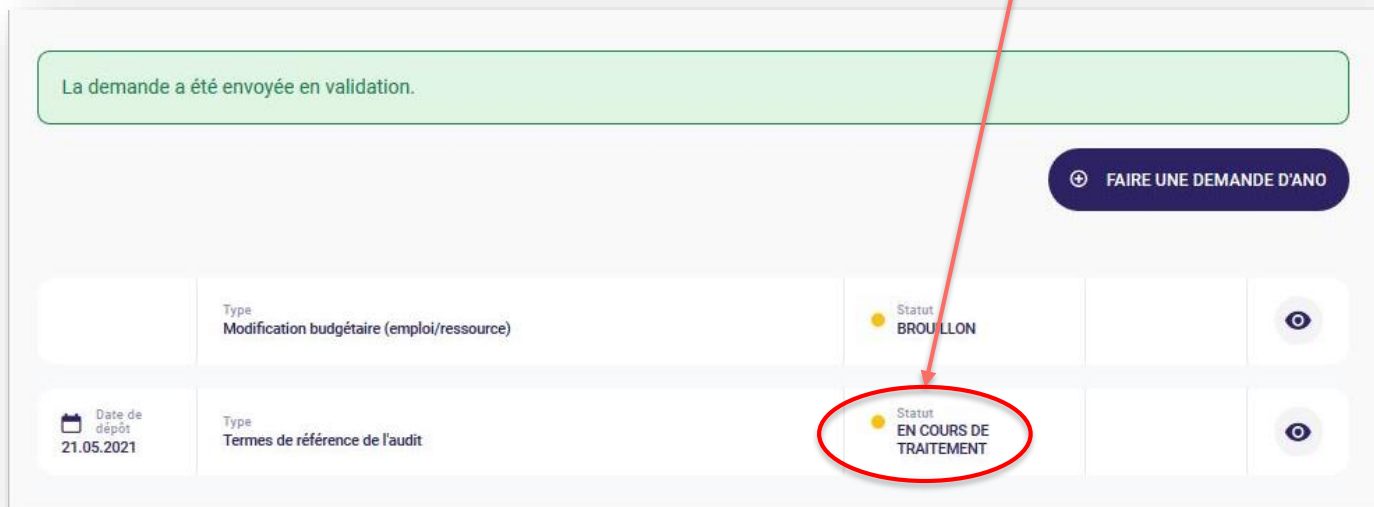 La demande a été envoyée en validation.
FAIRE UNE DEMANDE D'ANO
Type
Modification budgétaire (emploi/ressource)
Statut
BROUILLON
Date de
dépôt
21.05.2021
Type
Termes de référence de l'audit
Statut
EN COURS DE
TRAITEMENT